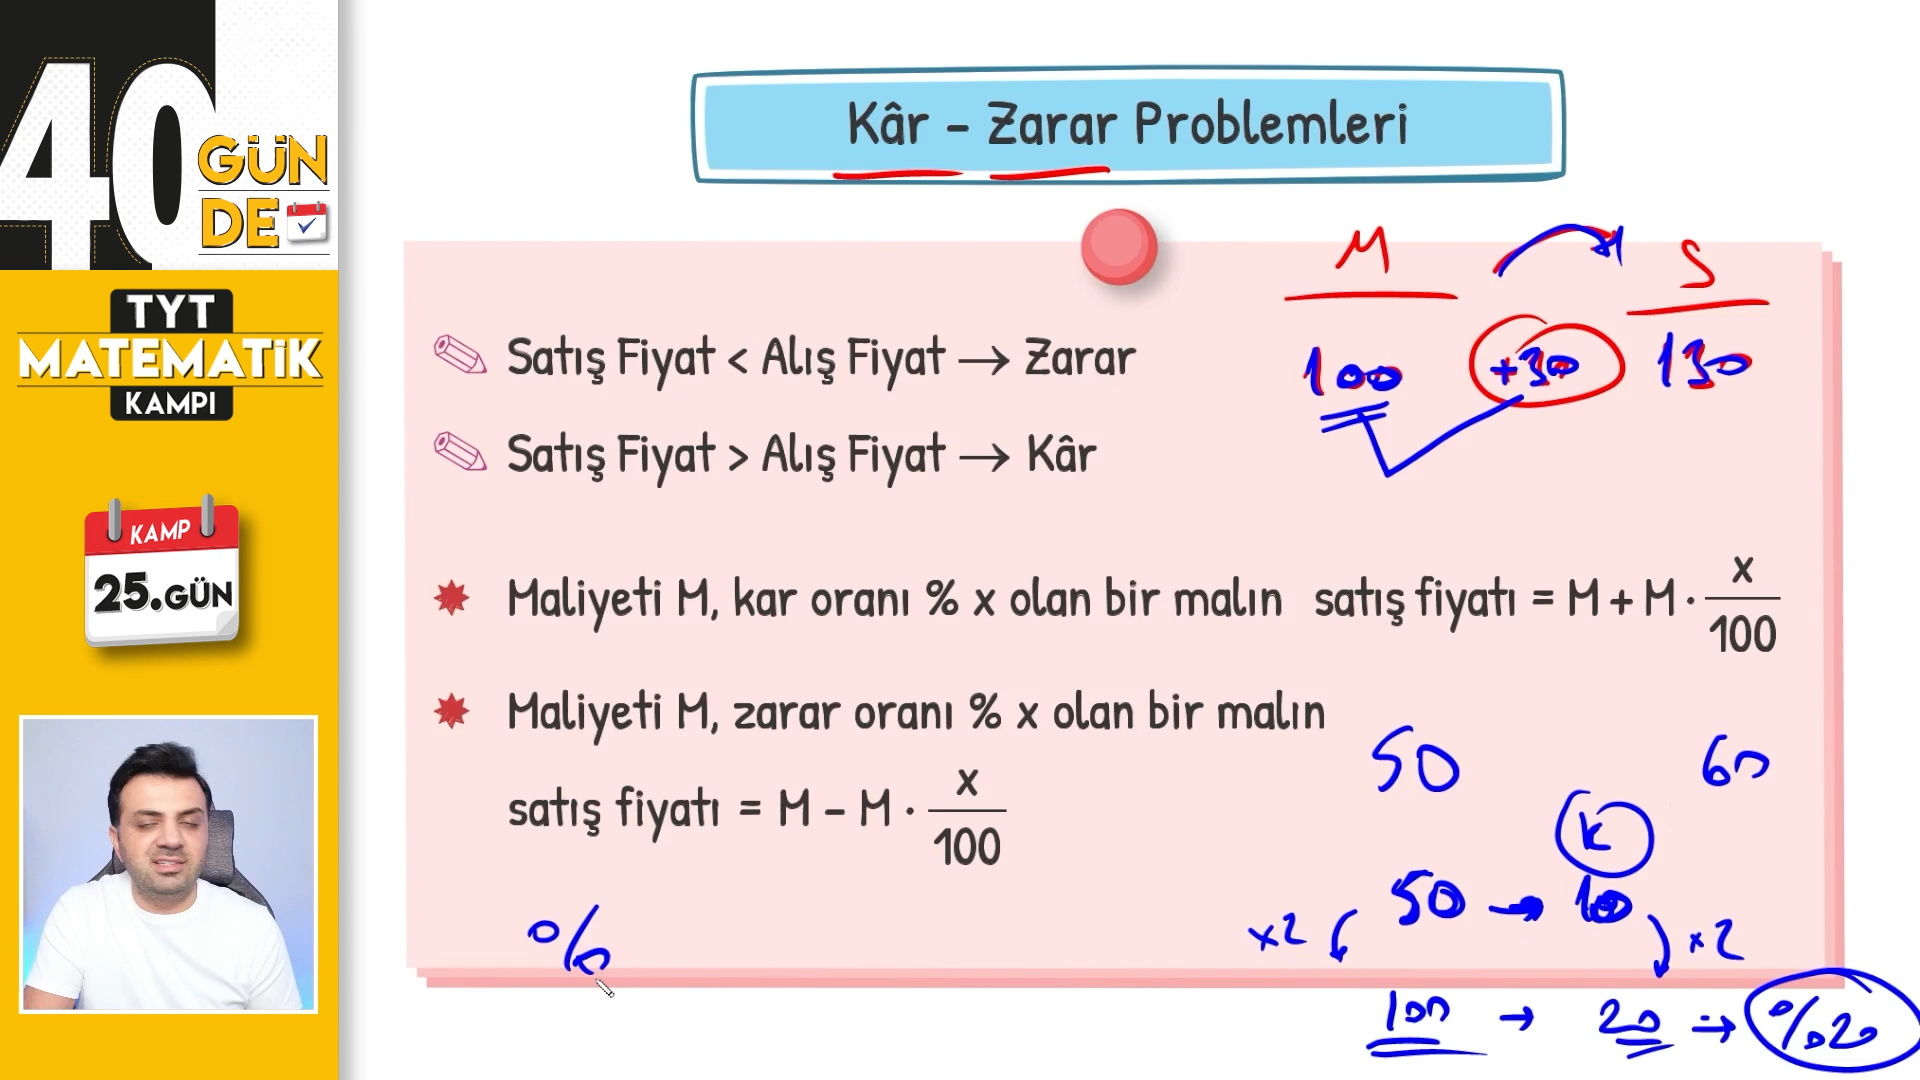 40 GÜN DE
TYT
MATEMATİK
KAMPI
KAMP
25.GÜN
Kâr - Zarar Problemleri
M S
100 +30 130
Satış Fiyat < Alış Fiyat → Zarar
Satış Fiyat > Alış Fiyat → Kâr
Maliyeti M, kar oranı % x olan bir malın satış fiyatı = M + M · x/100
Maliyeti M, zarar oranı % x olan bir malın
satış fiyatı = M - M · x/100
50 60
K
50 → 10
x2 x2
100 → 20 → %20
%